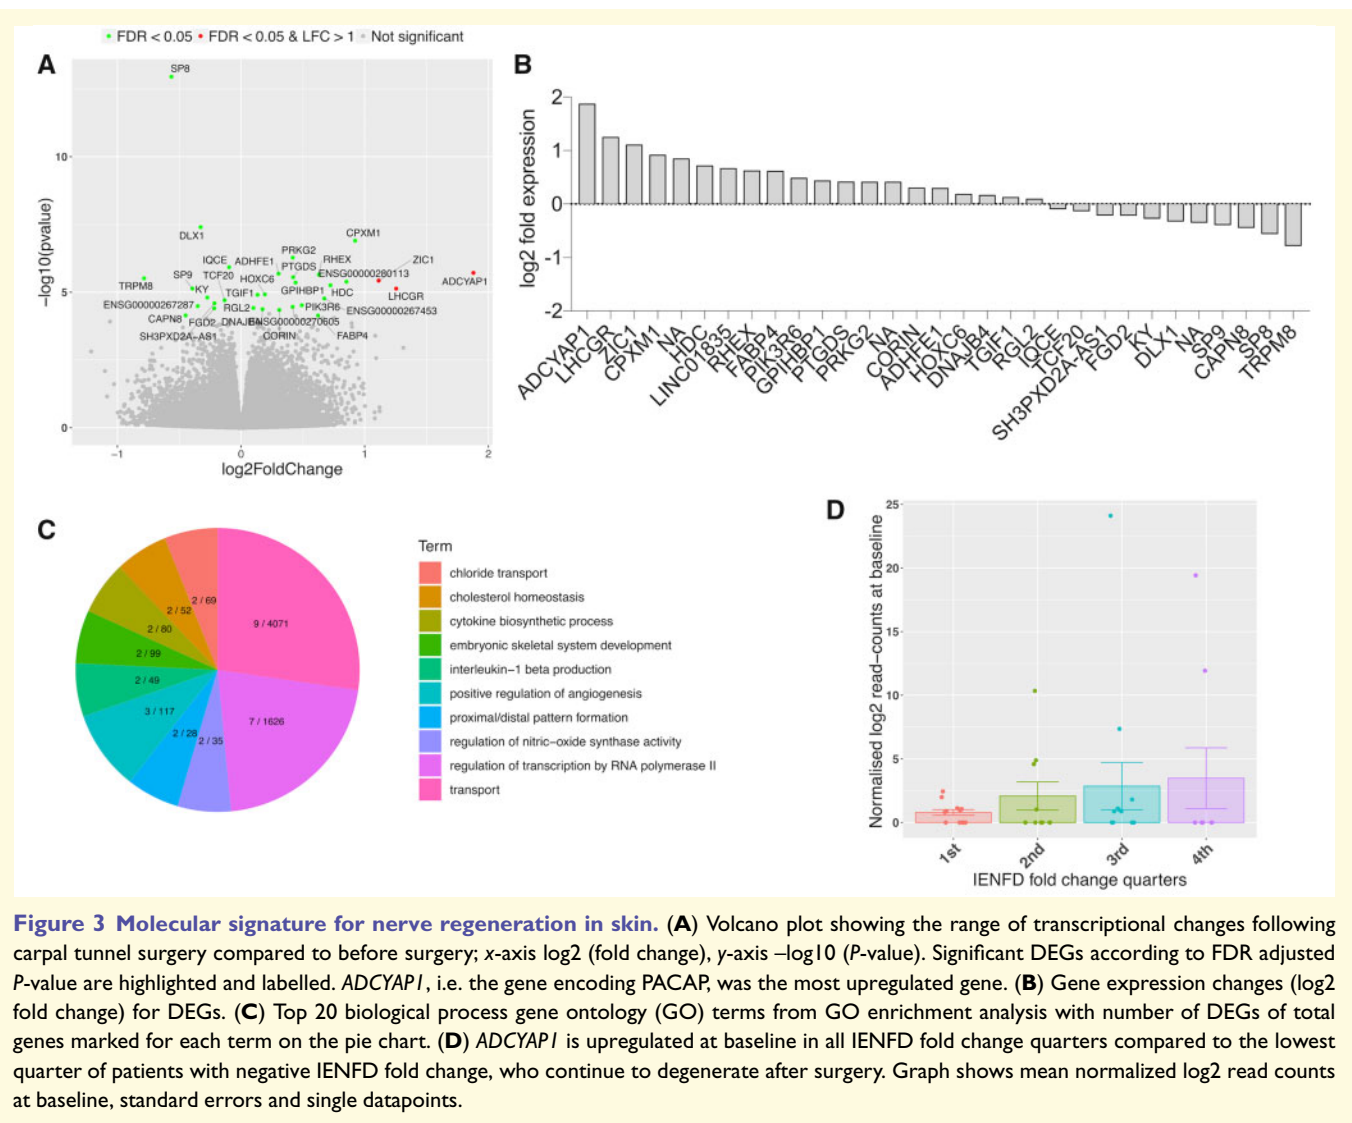 FDR < 0.05 FDR < 0.05 & LFC > 1 Not significant
A
SP8
10
5
0
−log10(pvalue)
DLX1
CPXM1
PRKG2
IQCE ADHFE1
PTGDS RHEX
ZIC1
SP9 TCF20
HOXC6
ENSG00000280113
ADCYAP1
TRPM8
KY
TGIF1
GPIHBP1 HDC
LHCGR
ENSG00000267287
RGL2
PIK3R6
ENSG00000267453
CAPN8
FGD2
DNAJB4
ENSG00000270605
SH3PXD2A−AS1
CORIN
FABP4
−1
0
1
2
log2FoldChange
B
log2 fold expression
2
1
0
-1
-2
ADCYAP1
LHCGR
ZIC1
CPXM1
NA
HDC
LINC01835
RHEX
FABP4
PIK3R6
GPIHBP1
PTGDS
PRKG2
NA
CORIN
ADHFE1
HOXC6
DNAJB4
TGIF1
RGL2
IQCE
TCF20
SH3PXD2A-AS1
FGD2
KY
DLX1
NA
SP9
CAPN8
SP8
TRPM8
C
2 / 69
2 / 52
2 / 80
2 / 99
2 / 49
3 / 117
2 / 28
2 / 35
7 / 1626
9 / 4071
Term
chloride transport
cholesterol homeostasis
cytokine biosynthetic process
embryonic skeletal system development
interleukin−1 beta production
positive regulation of angiogenesis
proximal/distal pattern formation
regulation of nitric−oxide synthase activity
regulation of transcription by RNA polymerase II
transport
D
Normalised log2 read−counts at baseline
25
20
15
10
5
0
1st
2nd
3rd
4th
IENFD fold change quarters
Figure 3 Molecular signature for nerve regeneration in skin. (A) Volcano plot showing the range of transcriptional changes following
carpal tunnel surgery compared to before surgery; x-axis log2 (fold change), y-axis –log10 (P-value). Significant DEGs according to FDR adjusted
P-value are highlighted and labelled. ADCYAP1, i.e. the gene encoding PACAP, was the most upregulated gene. (B) Gene expression changes (log2
fold change) for DEGs. (C) Top 20 biological process gene ontology (GO) terms from GO enrichment analysis with number of DEGs of total
genes marked for each term on the pie chart. (D) ADCYAP1 is upregulated at baseline in all IENFD fold change quarters compared to the lowest
quarter of patients with negative IENFD fold change, who continue to degenerate after surgery. Graph shows mean normalized log2 read counts
at baseline, standard errors and single datapoints.